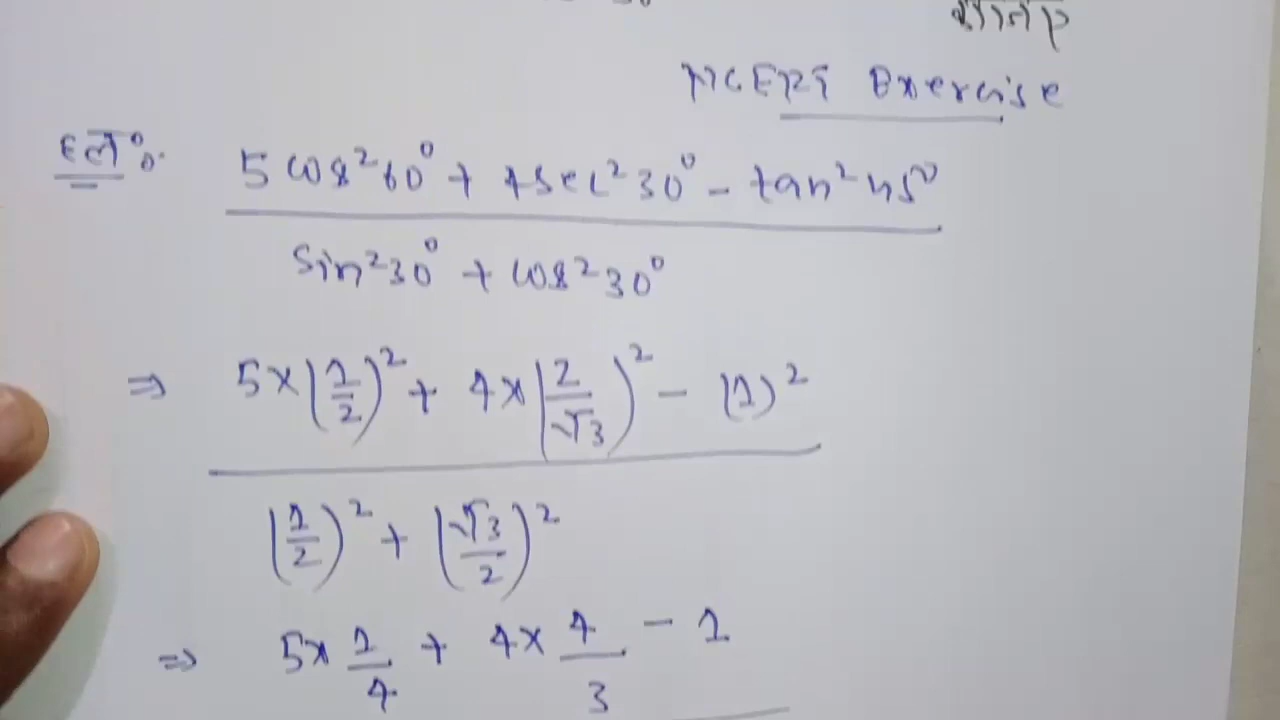 NCERT Exercise
हल:
5 cos²60° + 4 sec²30° - tan²45°
sin²30° + cos²30°
⇒ 5×(1/2)² + 4×(2/√3)² - (1)²
(1/2)² + (√3/2)²
⇒ 5×1/4 + 4×4/3 - 1